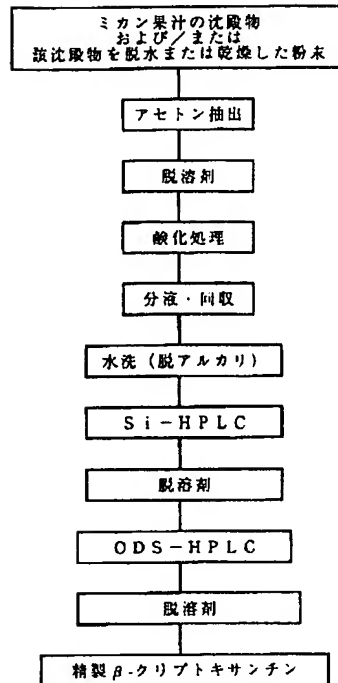 ミカン果汁の沈殿物
および／または
該沈殿物を脱水または乾燥した粉末
アセトン抽出
脱溶剤
鹸化処理
分液・回収
水洗（脱アルカリ）
Si－HPLC
脱溶剤
ODS－HPLC
脱溶剤
精製β-クリプトキサンチン